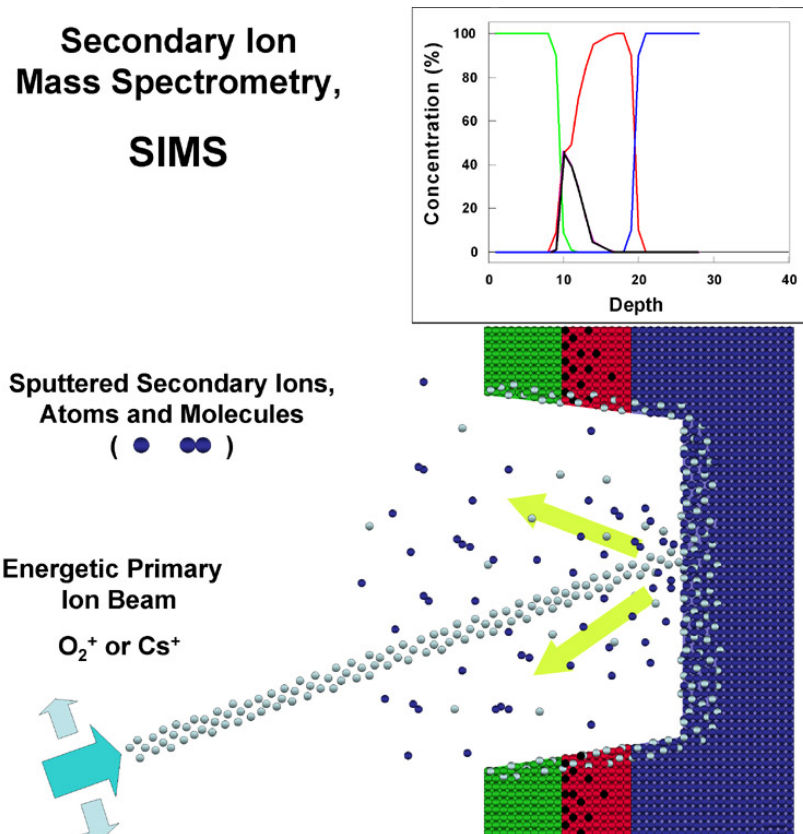 Secondary Ion
Mass Spectrometry,
SIMS
Concentration (%)
100
80
60
40
20
0
0 10 20 30 40
Depth
Sputtered Secondary Ions,
Atoms and Molecules
( )
Energetic Primary
Ion Beam
O₂⁺ or Cs⁺